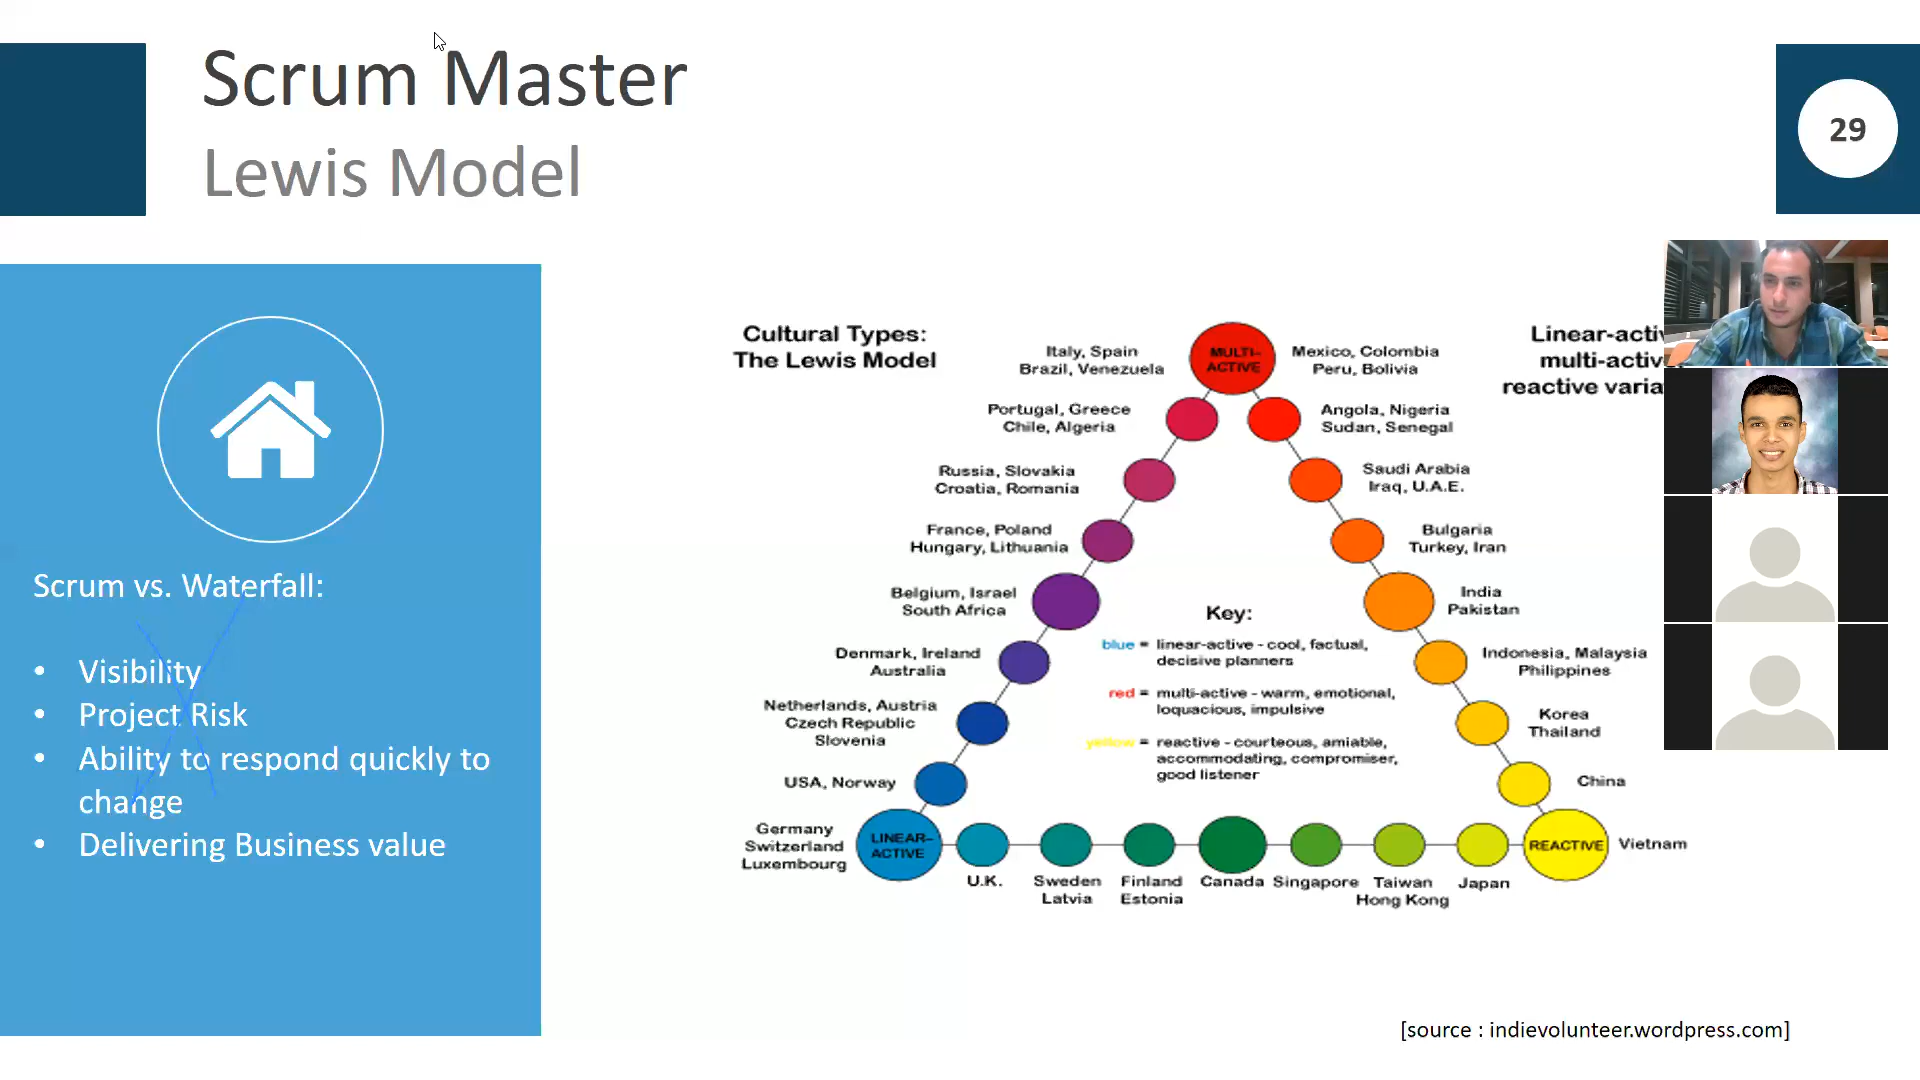 Scrum Master
Lewis Model
29
Scrum vs. Waterfall:
• Visibility
• Project Risk
• Ability to respond quickly to
change
• Delivering Business value
Cultural Types:
The Lewis Model
Italy, Spain
Brazil, Venezuela
Portugal, Greece
Chile, Algeria
Russia, Slovakia
Croatia, Romania
France, Poland
Hungary, Lithuania
Belgium, Israel
South Africa
Denmark, Ireland
Australia
Netherlands, Austria
Czech Republic
Slovenia
USA, Norway
Germany
Switzerland
Luxembourg
LINEAR-
ACTIVE
MULTI-
ACTIVE
Mexico, Colombia
Peru, Bolivia
Angola, Nigeria
Sudan, Senegal
Saudi Arabia
Iraq, U.A.E.
Bulgaria
Turkey, Iran
India
Pakistan
Indonesia, Malaysia
Philippines
Korea
Thailand
China
REACTIVE
Vietnam
Key:
blue = linear-active - cool, factual,
decisive planners
red = multi-active - warm, emotional,
loquacious, impulsive
yellow = reactive - courteous, amiable,
accommodating, compromiser,
good listener
U.K.
Sweden
Latvia
Finland
Estonia
Canada
Singapore
Taiwan
Hong Kong
Japan
Linear-activ
multi-activ
reactive varia
[source : indievolunteer.wordpress.com]